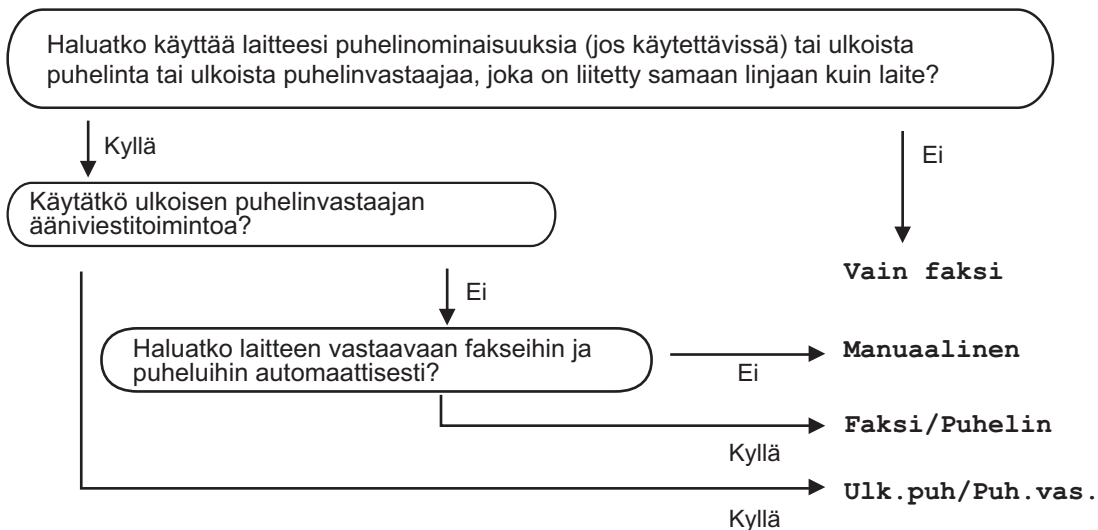 Haluatko käyttää laitteesi puhelinominaisuuksia (jos käytettävissä) tai ulkoista
puhelinta tai ulkoista puhelinvastaajaa, joka on liitetty samaan linjaan kuin laite?
Kyllä
Ei
Käytätkö ulkoisen puhelinvastaajan
ääniviestitoimintoa?
Vain faksi
Ei
Haluatko laitteen vastaavaan fakseihin ja
puheluihin automaattisesti?
Ei
Manuaalinen
Kyllä
Faksi/Puhelin
Kyllä
Ulk.puh/Puh.vas.